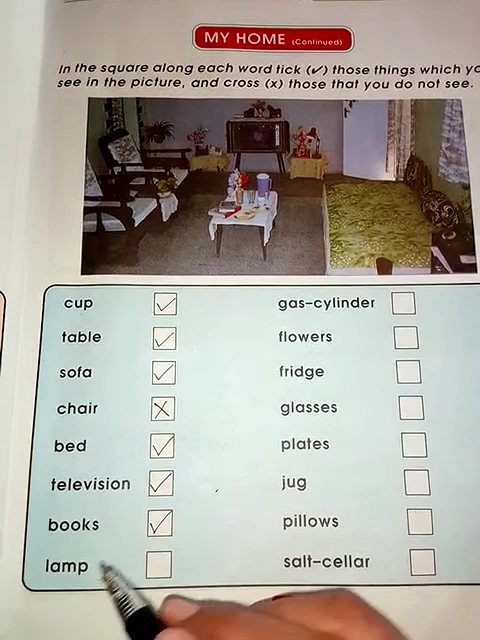 MY HOME (Continued)
In the square along each word tick (✓) those things which
see in the picture, and cross (x) those that you do not see.
cup ✓ gas-cylinder
table ✓ flowers
sofa ✓ fridge
chair x glasses
bed ✓ plates
television ✓ jug
books ✓ pillows
lamp salt-cellar